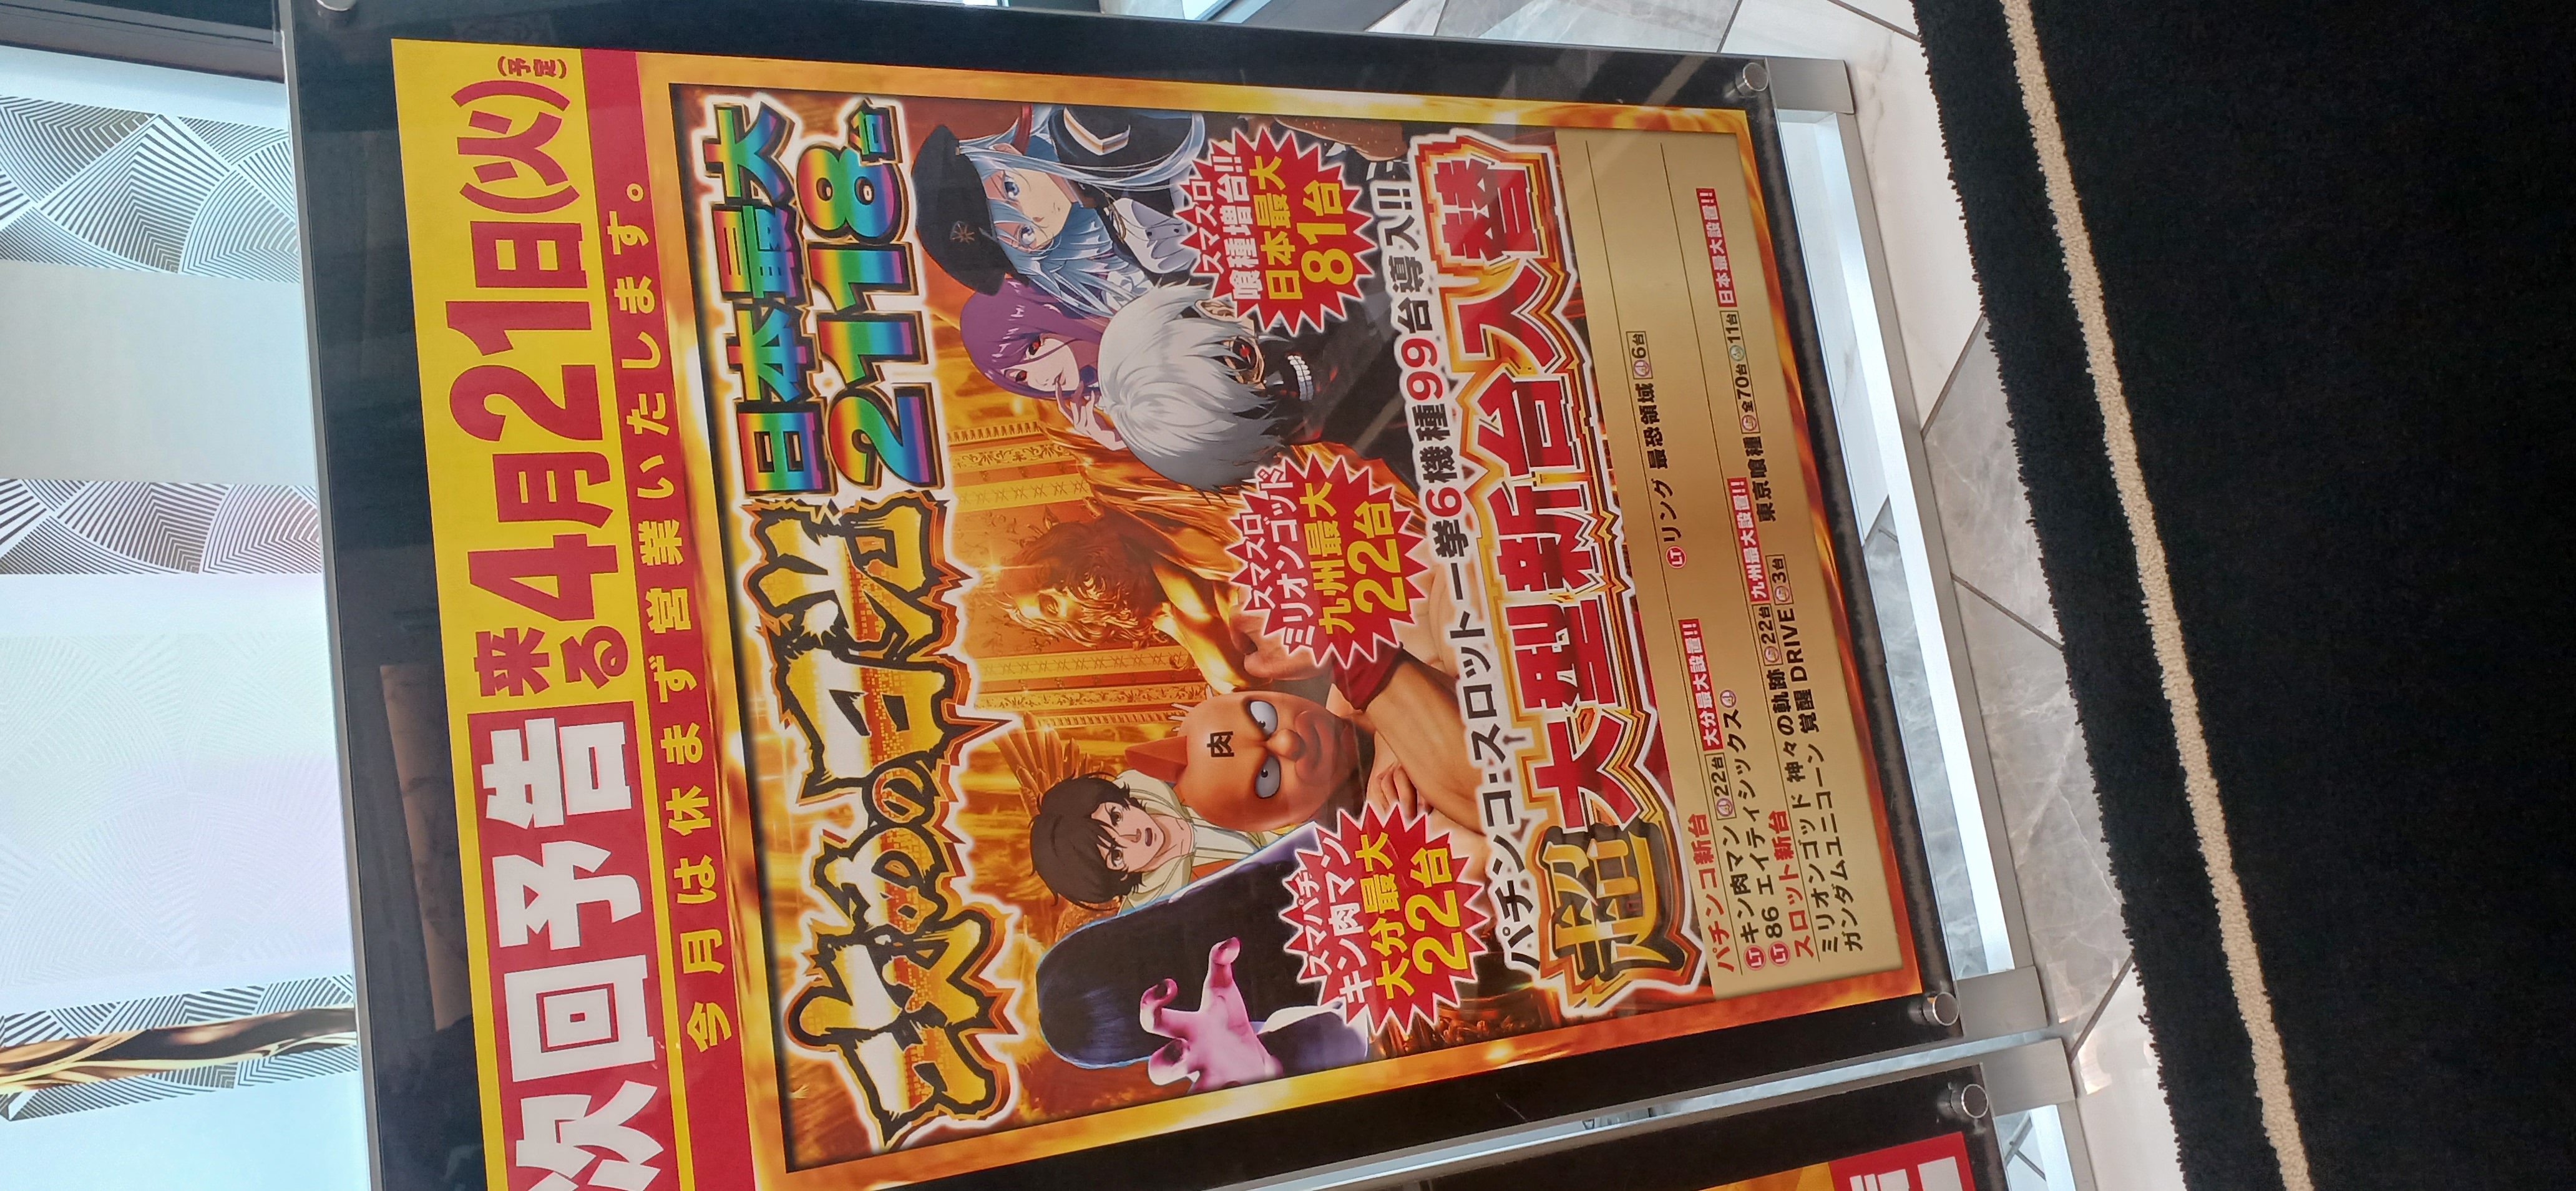 次回予告 来る4月21日(火)(予定)
今月は休まず営業いたします。
日本最大
2118台
スマスロ
喰種増台!!
日本最大
81台
スマスロ
ミリオンゴッド
九州最大
22台
スマパチ
キン肉マン
大分最大
22台
肉
パチンコ:スロット一挙6機種99台導入!!!
超大型新台入替
パチンコ新台
LT キン肉マン 22台 大分最大設置!!
LT 86 エイティシックス
LT リング 最恐領域 6台
スロット新台
ミリオンゴッド 神々の軌跡 22台 九州最大設置!!
ガンダムユニコーン 覚醒 DRIVE 3台
東京喰種 全70台 11台 日本最大設置!!